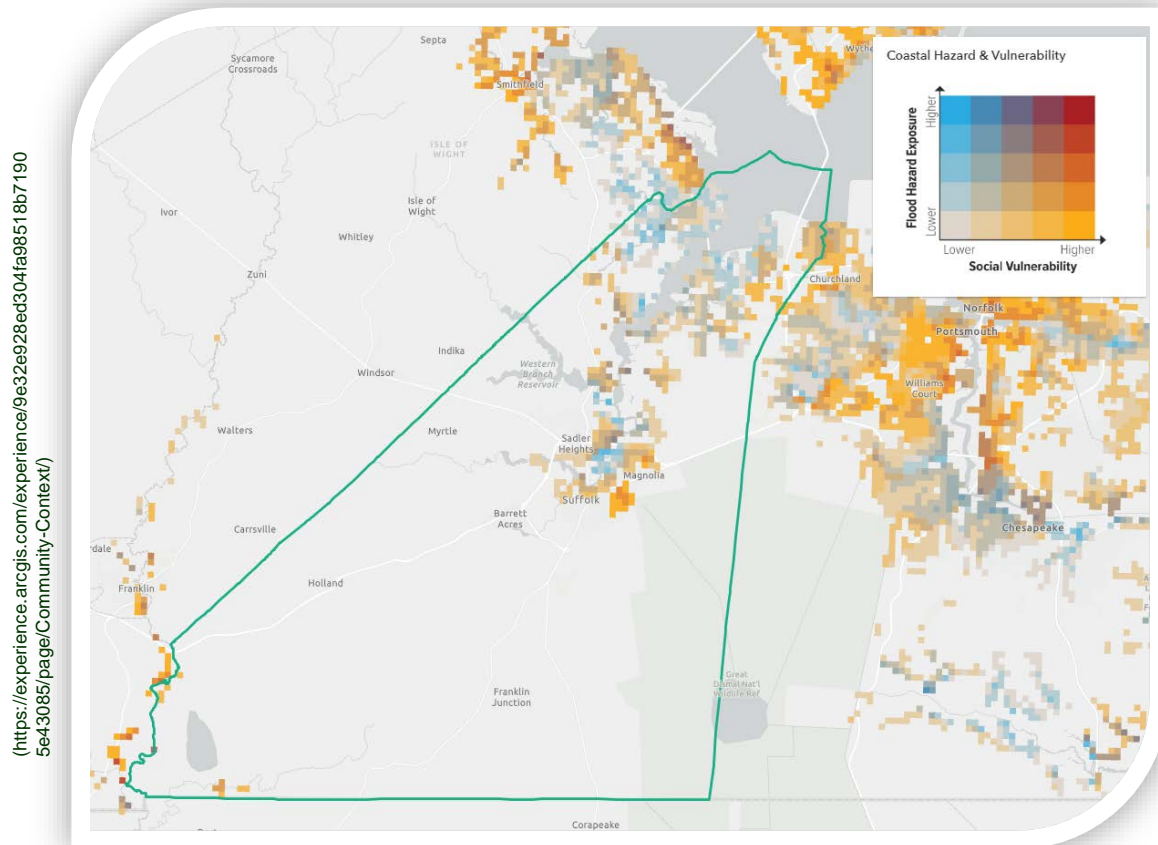 (https://experience.arcgis.com/experience/9e32e928ed304fa98518b7190
5e43085/page/Community-Context/)
Coastal Hazard & Vulnerability
Higher
Flood Hazard Exposure
Lower
Lower
Higher
Social Vulnerability
Septa
Sycamore
Crossroads
Smithfield
ISLE OF
WIGHT
Isle of
Wight
Ivor
Whitley
Zuni
Churchland
Norfolk
Portsmouth
Indika
Western
Branch
Reservoir
Windsor
Williams
Court
Walters
Myrtle
Sadler
Heights
Magnolia
Suffolk
Barrett
Acres
Carrsville
Chesapeake
Franklin
Holland
Great
Dismal Nat'l
Wildlife Ref
Franklin
Junction
Corapeake